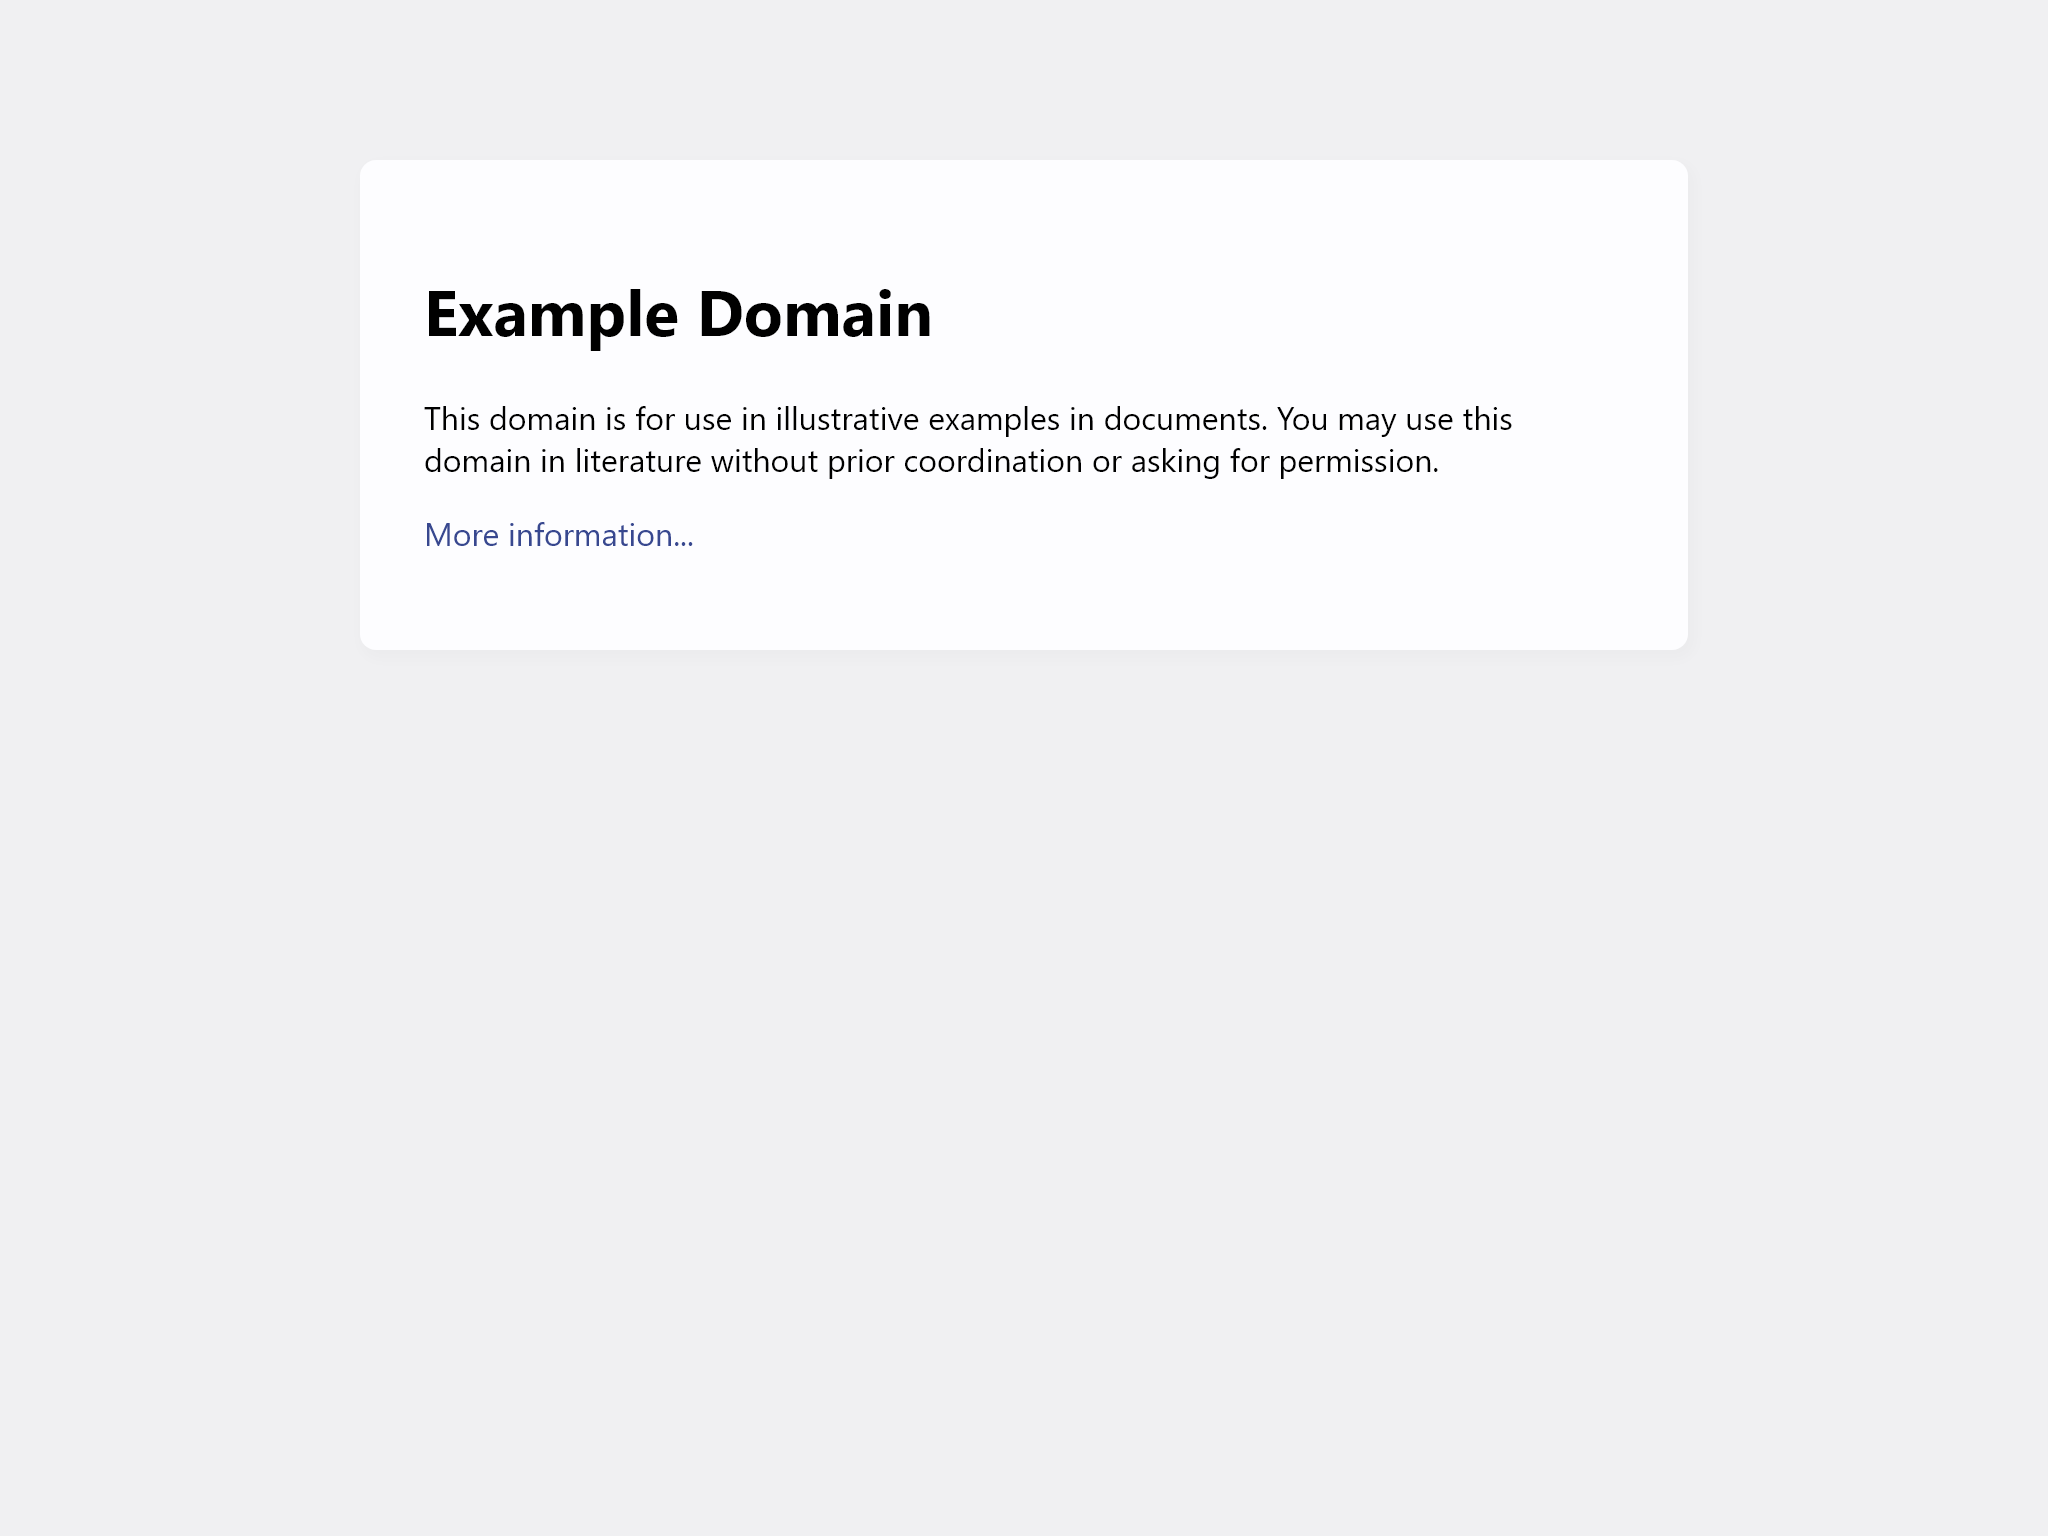 Example Domain
This domain is for use in illustrative examples in documents. You may use this
domain in literature without prior coordination or asking for permission.
More information...